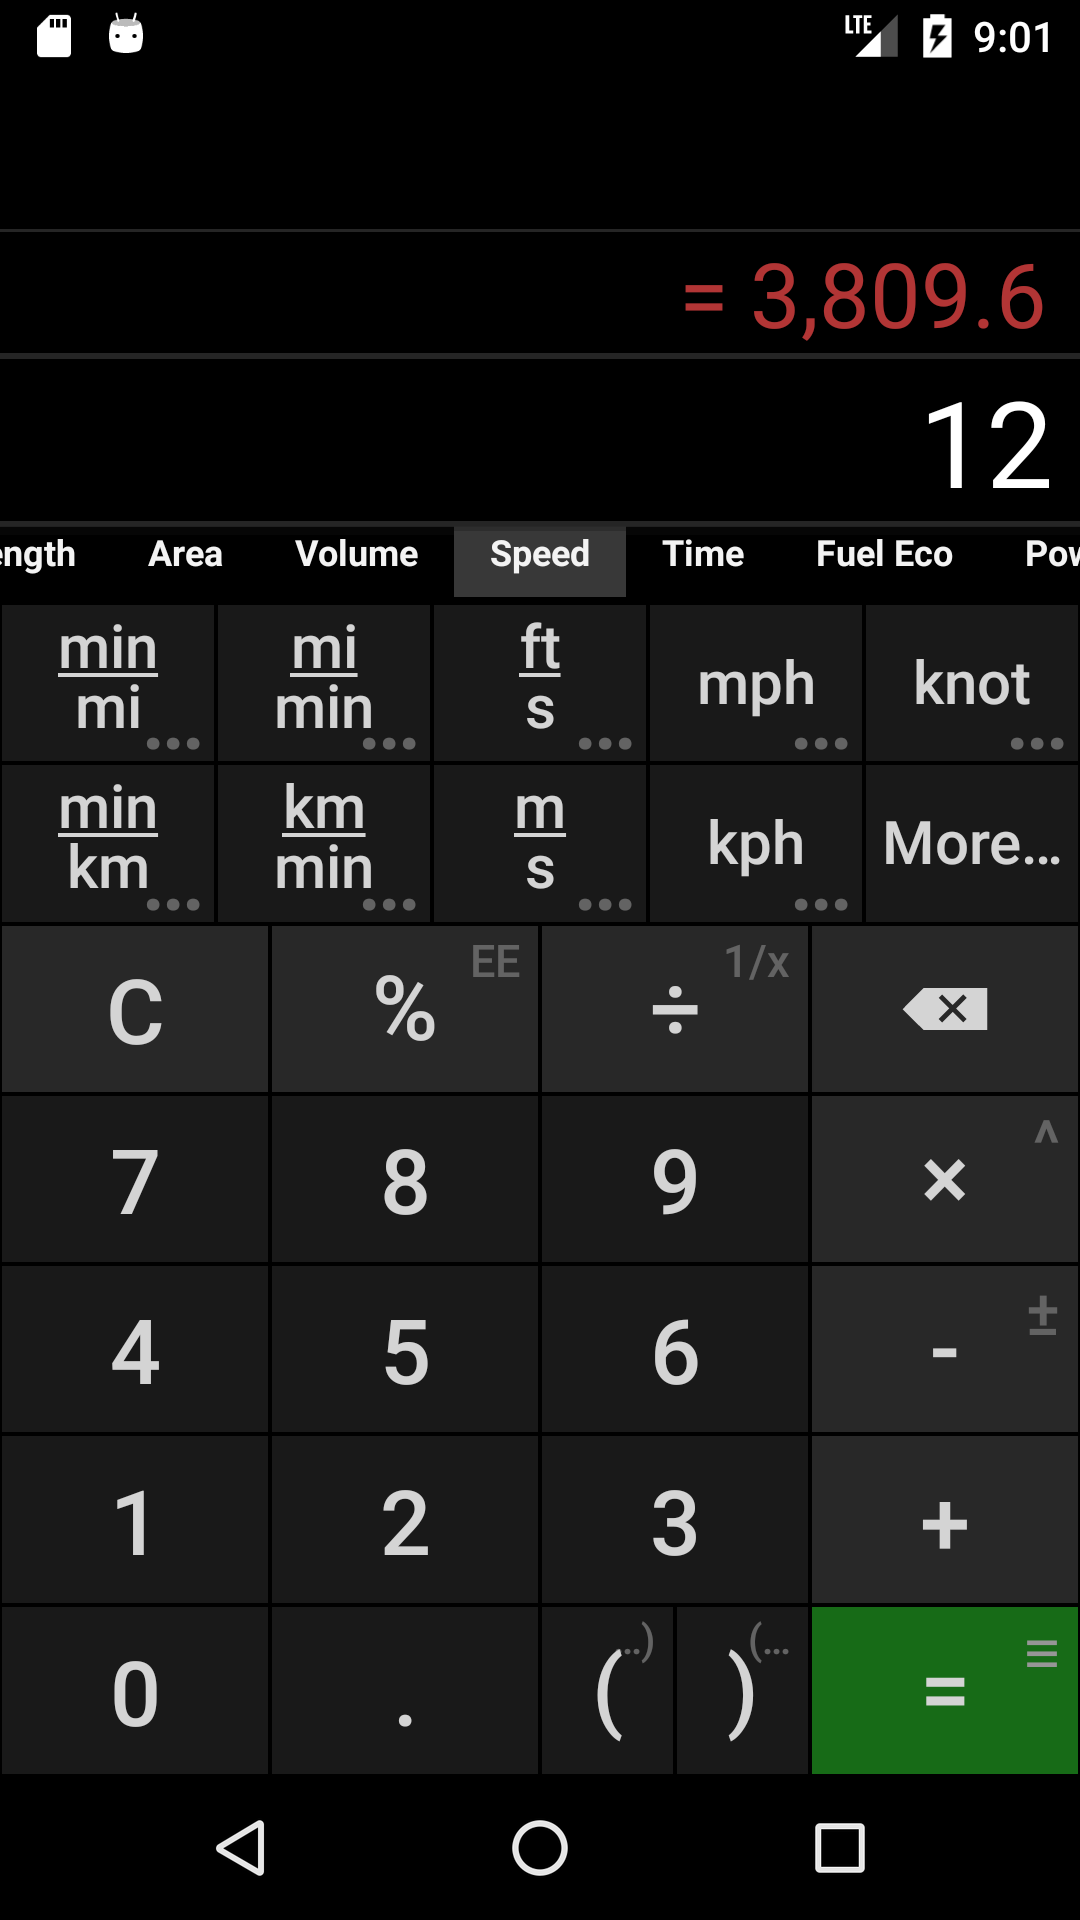 LTE 9:01
= 3,809.6
12
ength Area Volume Speed Time Fuel Eco Pow
min
mi
mi
min
ft
s
mph
knot
min
km
km
min
m
s
kph
More...
C
% EE
÷ 1/x
7
8
9
× ^
4
5
6
- ±
1
2
3
+
0
.
( ..)
) (...
=